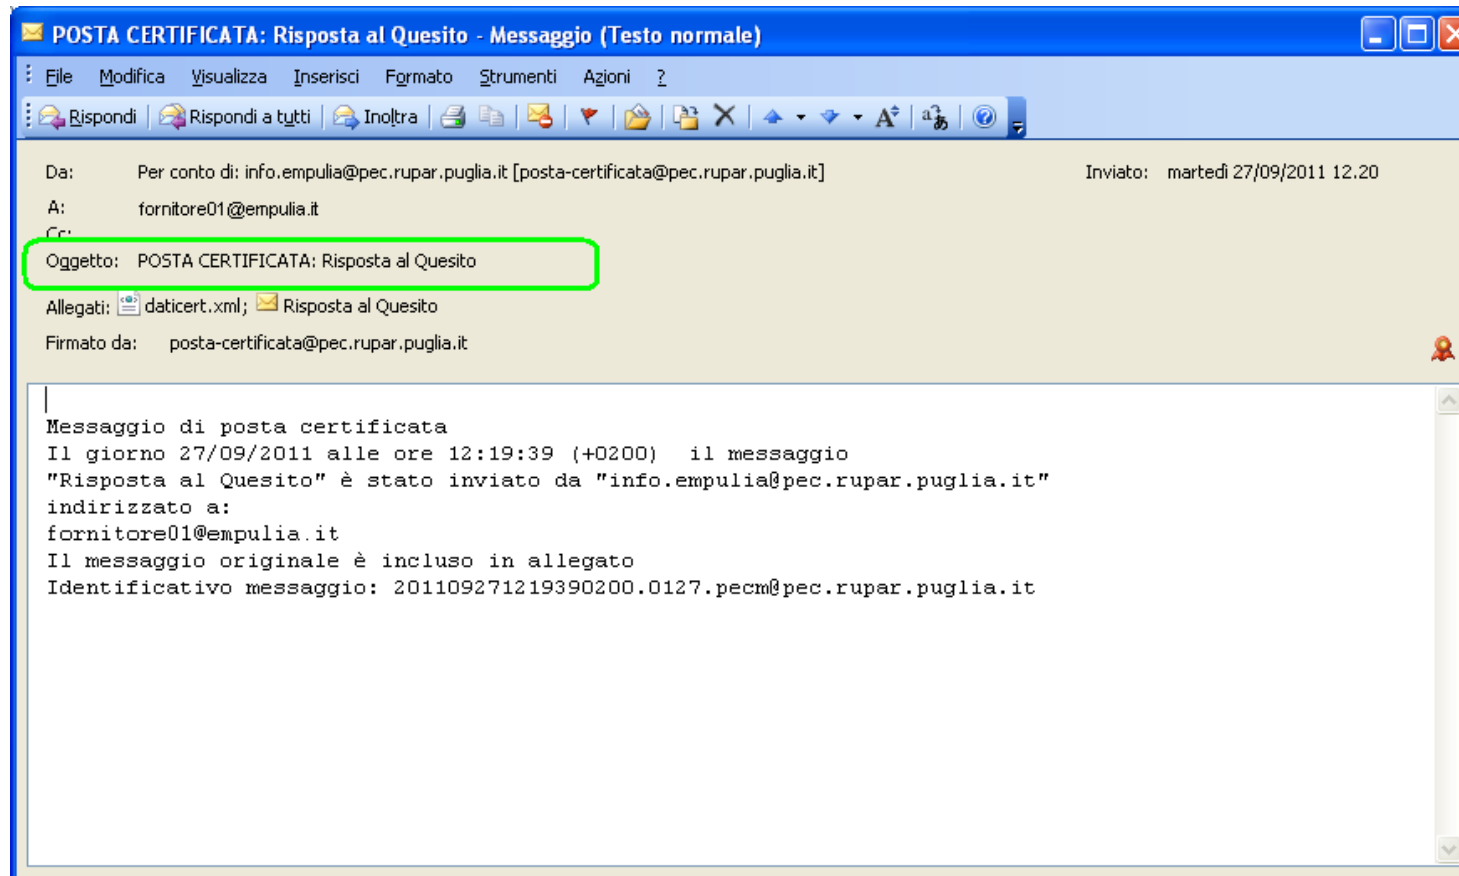 POSTA CERTIFICATA: Risposta al Quesito - Messaggio (Testo normale)
File Modifica Visualizza Inserisci Formato Strumenti Azioni ?
Rispondi Rispondi a tutti Inoltra
Da: Per conto di: info.empulia@pec.rupar.puglia.it [posta-certificata@pec.rupar.puglia.it] Inviato: martedì 27/09/2011 12.20
A: fornitore01@empulia.it
Cc:
Oggetto: POSTA CERTIFICATA: Risposta al Quesito
Allegati: daticert.xml; Risposta al Quesito
Firmato da: posta-certificata@pec.rupar.puglia.it
Messaggio di posta certificata
Il giorno 27/09/2011 alle ore 12:19:39 (+0200) il messaggio
"Risposta al Quesito" è stato inviato da "info.empulia@pec.rupar.puglia.it"
indirizzato a:
fornitore01@empulia.it
Il messaggio originale è incluso in allegato
Identificativo messaggio: 201109271219390200.0127.pecm@pec.rupar.puglia.it